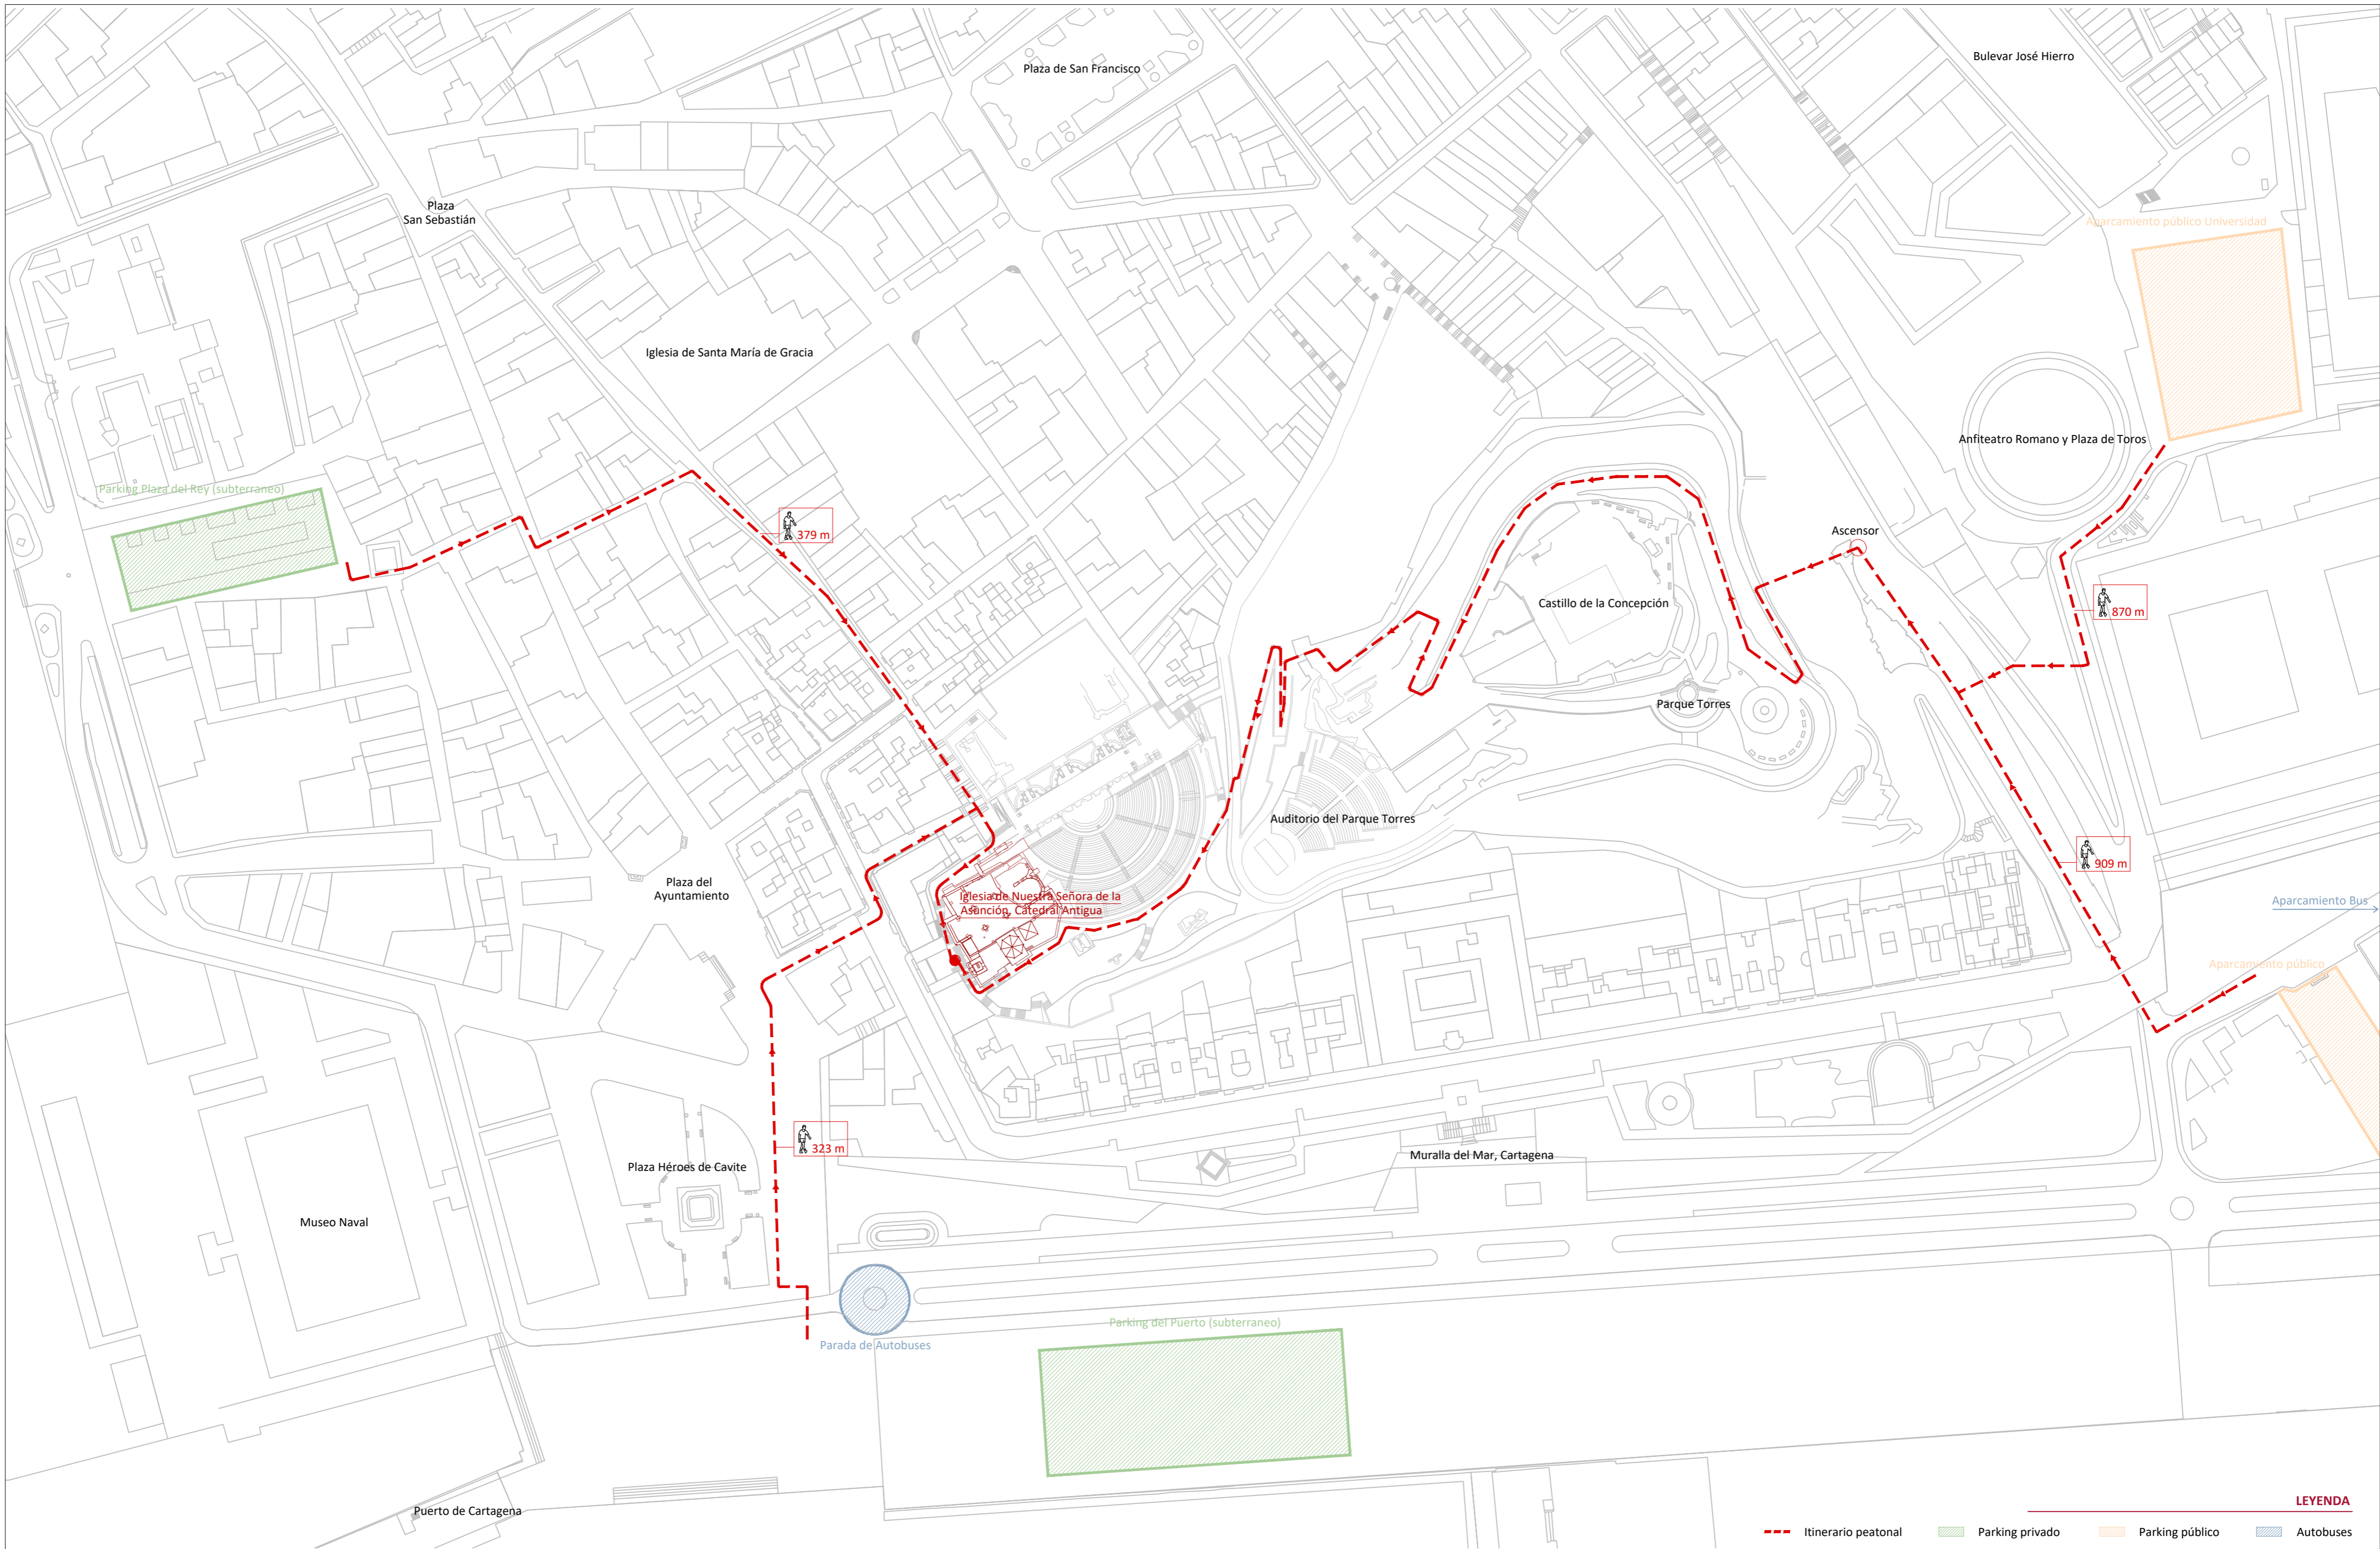 Bulevar José Hierro
Plaza de San Francisco
Plaza
San Sebastián
Aparcamiento público Universidad
Iglesia de Santa María de Gracia
Anfiteatro Romano y Plaza de Toros
Parking Plaza del Rey (subterraneo)
379 m
Ascensor
Castillo de la Concepción
870 m
Parque Torres
Auditorio del Parque Torres
909 m
Plaza del
Ayuntamiento
Iglesia de Nuestra Señora de la
Asunción, Catedral Antigua
Aparcamiento Bus
Aparcamiento público
323 m
Muralla del Mar, Cartagena
Plaza Héroes de Cavite
Museo Naval
Parking del Puerto (subterraneo)
Parada de Autobuses
Puerto de Cartagena
LEYENDA
Itinerario peatonal
Parking privado
Parking público
Autobuses